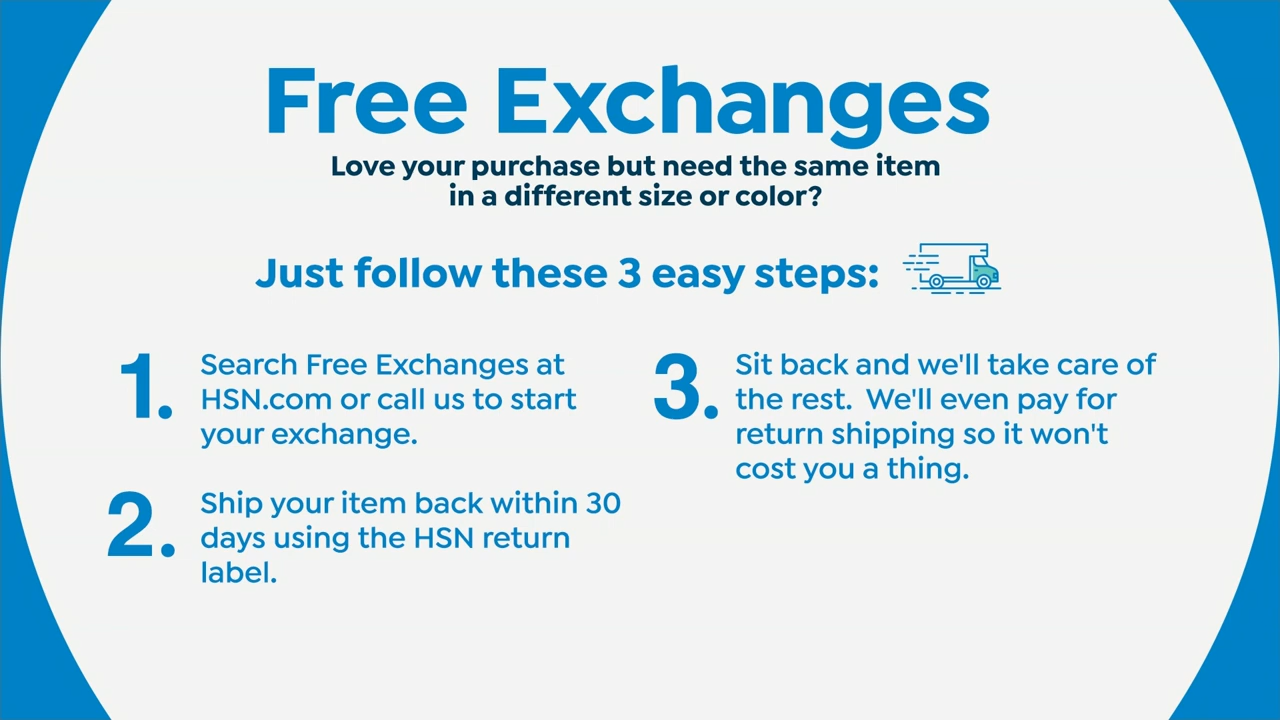 Free Exchanges
Love your purchase but need the same item
in a different size or color?
Just follow these 3 easy steps:
1. Search Free Exchanges at
HSN.com or call us to start
your exchange.
2. Ship your item back within 30
days using the HSN return
label.
3. Sit back and we'll take care of
the rest.  We'll even pay for
return shipping so it won't
cost you a thing.